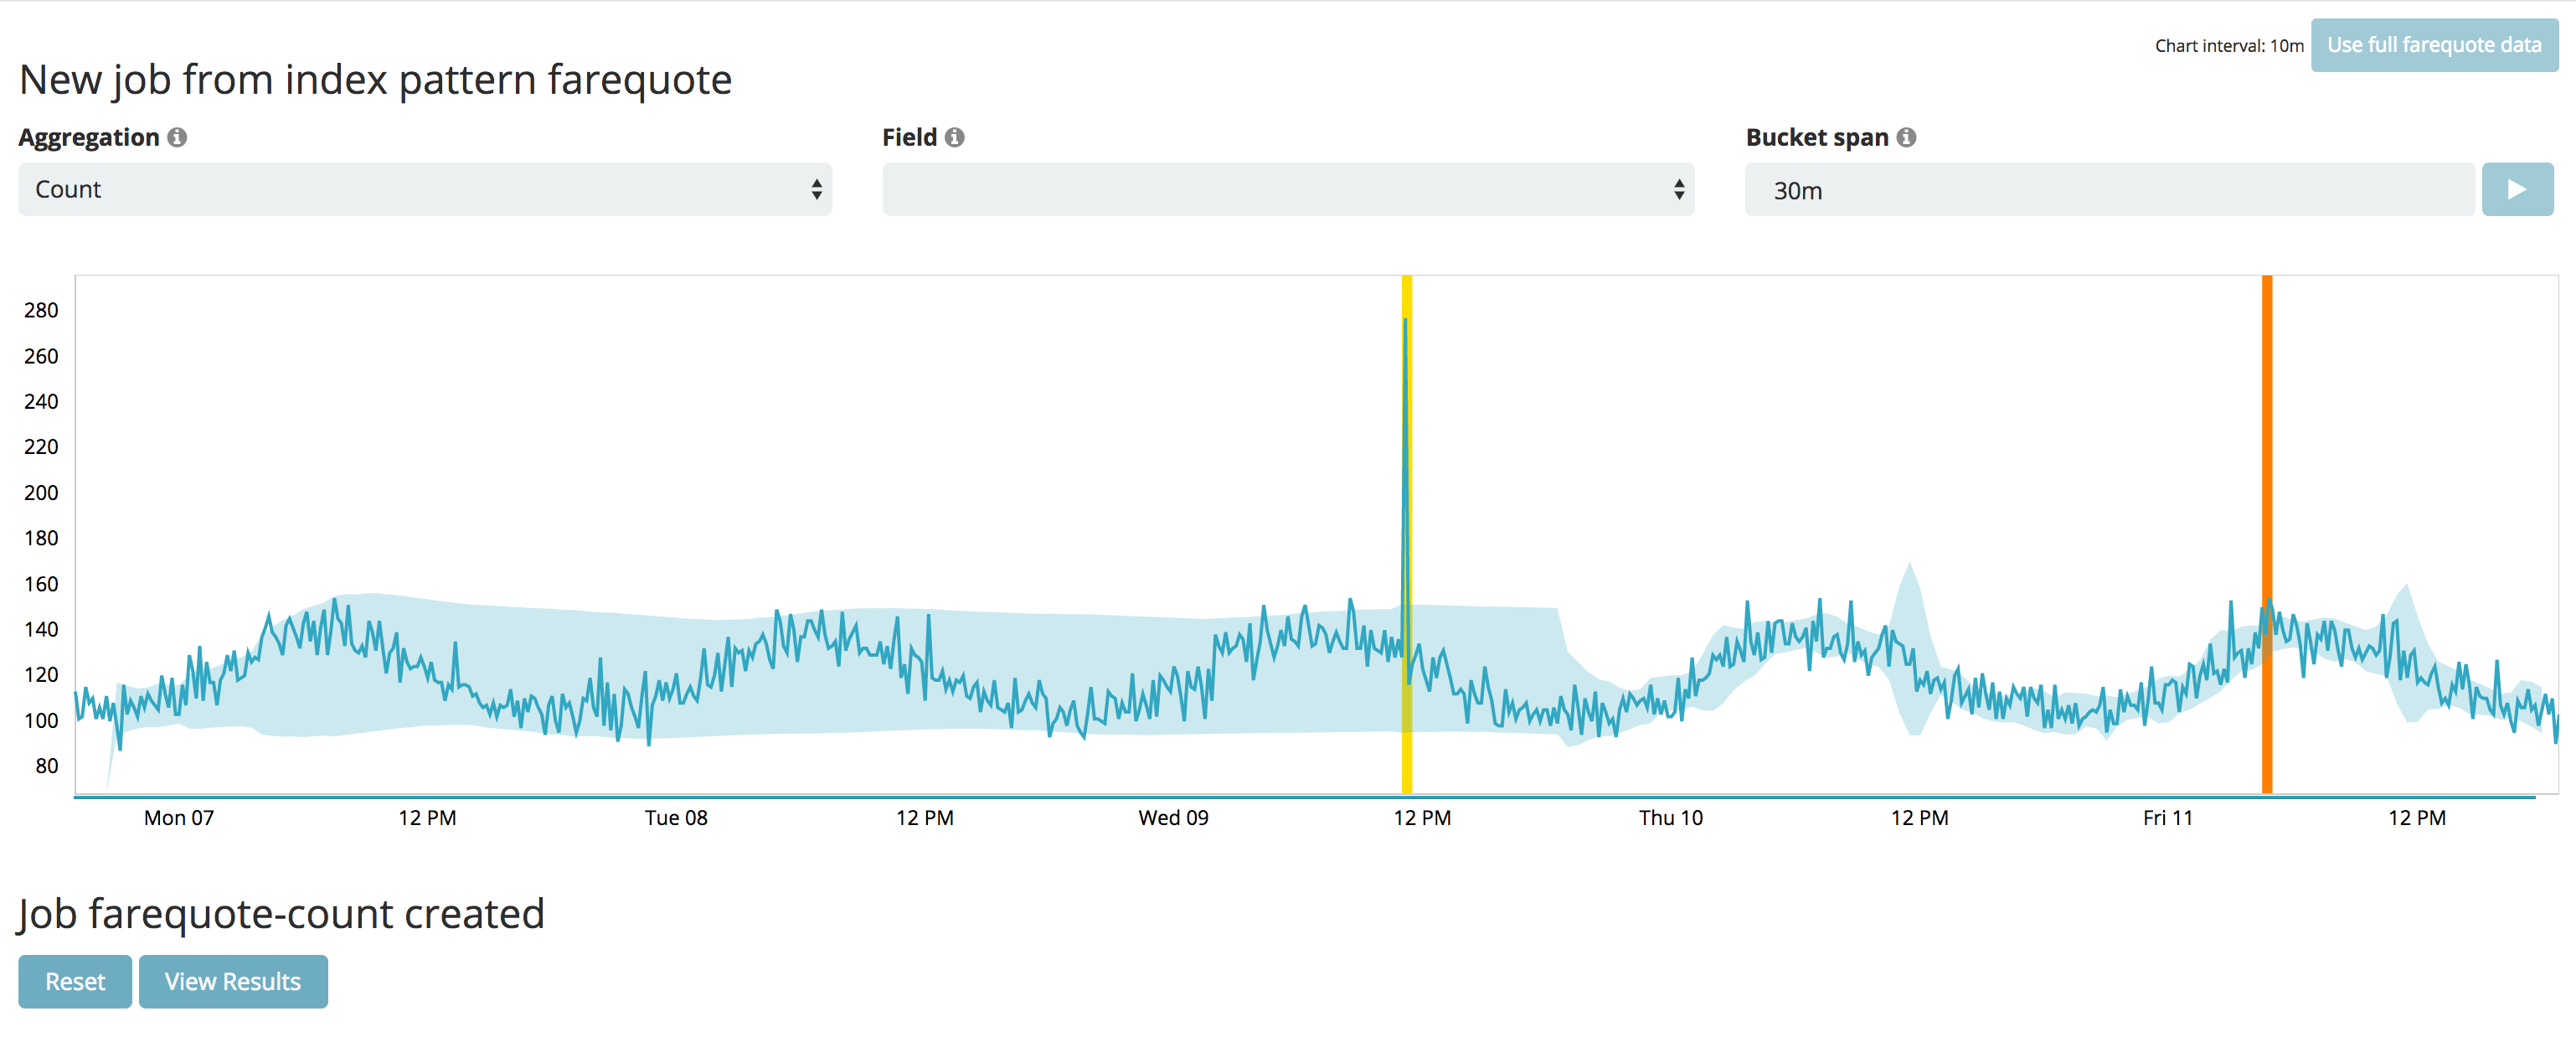 Chart interval: 10m Use full farequote data
New job from index pattern farequote
Aggregation Field Bucket span
Count 30m
280
260
240
220
200
180
160
140
120
100
80
Mon 07 12 PM Tue 08 12 PM Wed 09 12 PM Thu 10 12 PM Fri 11 12 PM
Job farequote-count created
Reset View Results